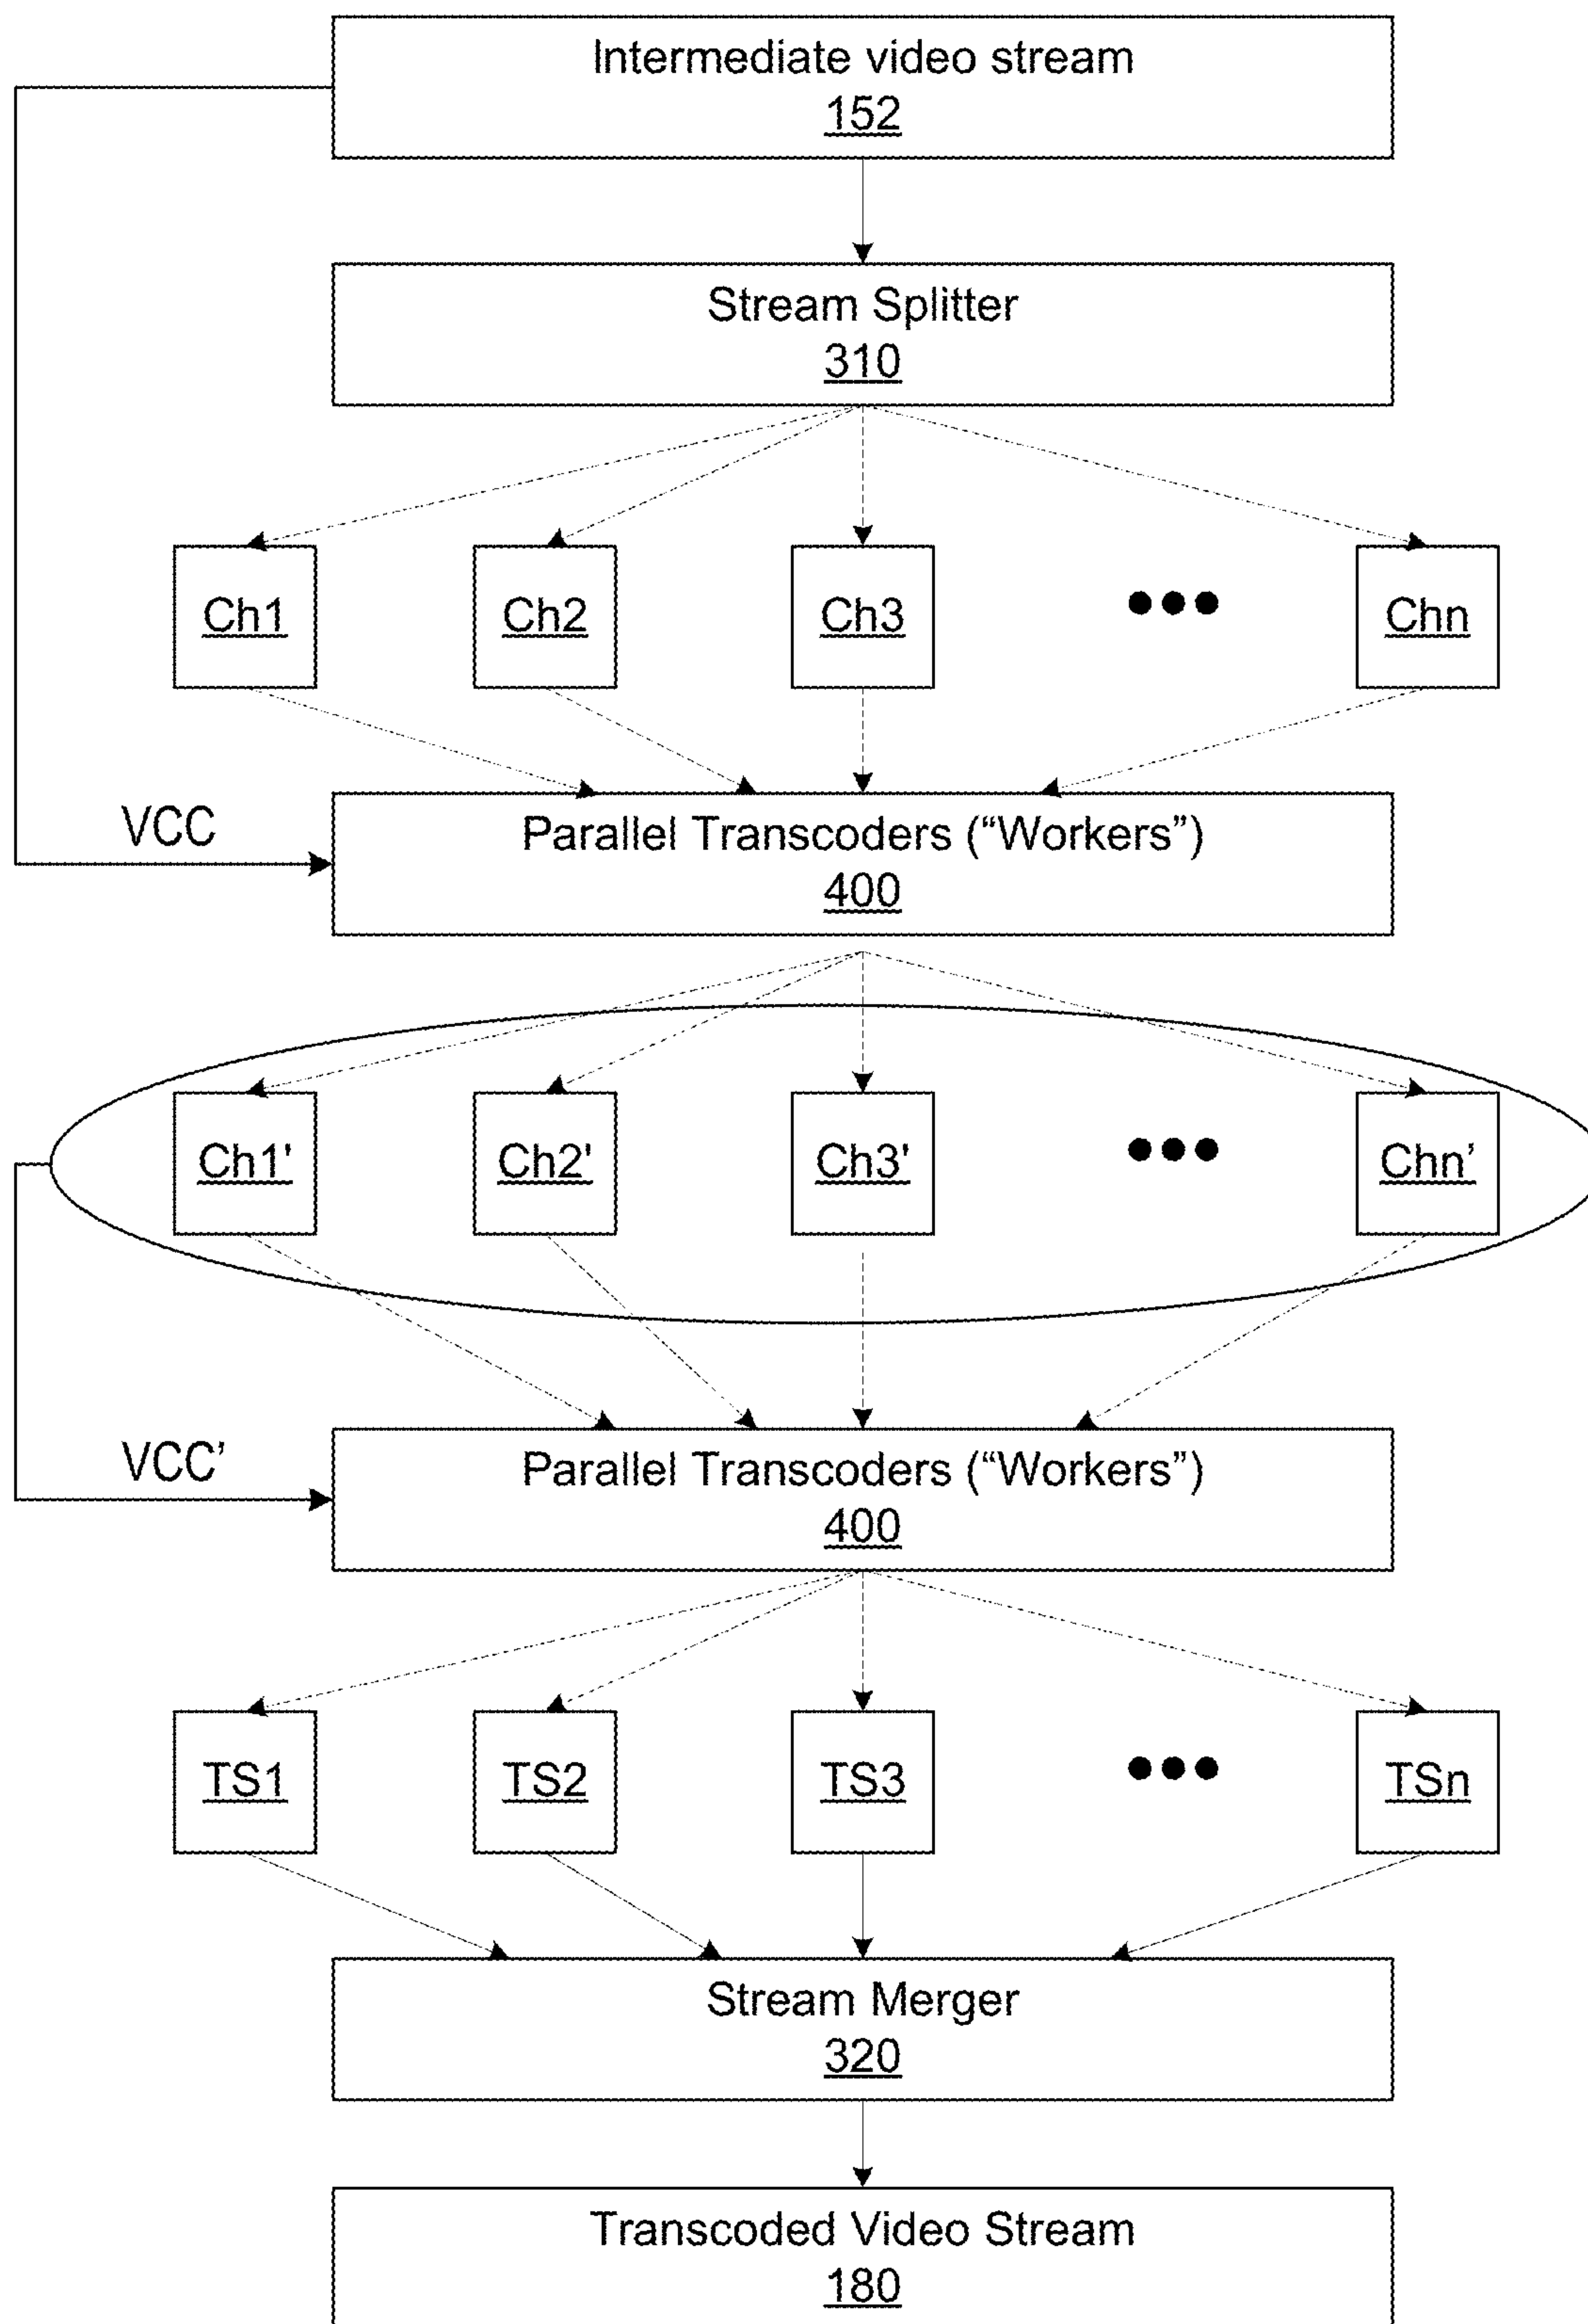 Intermediate video stream
152
Stream Splitter
310
Ch1 Ch2 Ch3 ••• Chn
VCC
Parallel Transcoders (“Workers”)
400
Ch1' Ch2' Ch3' ••• Chn’
VCC’
Parallel Transcoders (“Workers”)
400
TS1 TS2 TS3 ••• TSn
Stream Merger
320
Transcoded Video Stream
180